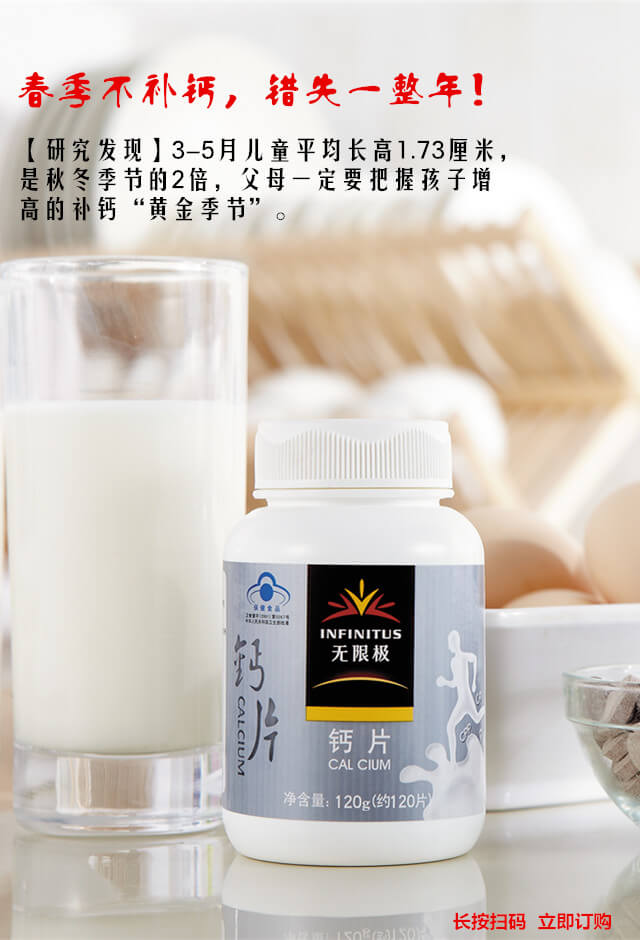 春季不补钙，错失一整年！
【研究发现】3-5月儿童平均长高1.73厘米，
是秋冬季节的2倍，父母一定要把握孩子增
高的补钙“黄金季节”。
保健食品
INFINITUS
无限极
钙片
CALCIUM
钙片
CAL CIUM
净含量：120g(约120片)
长按扫码 立即订购